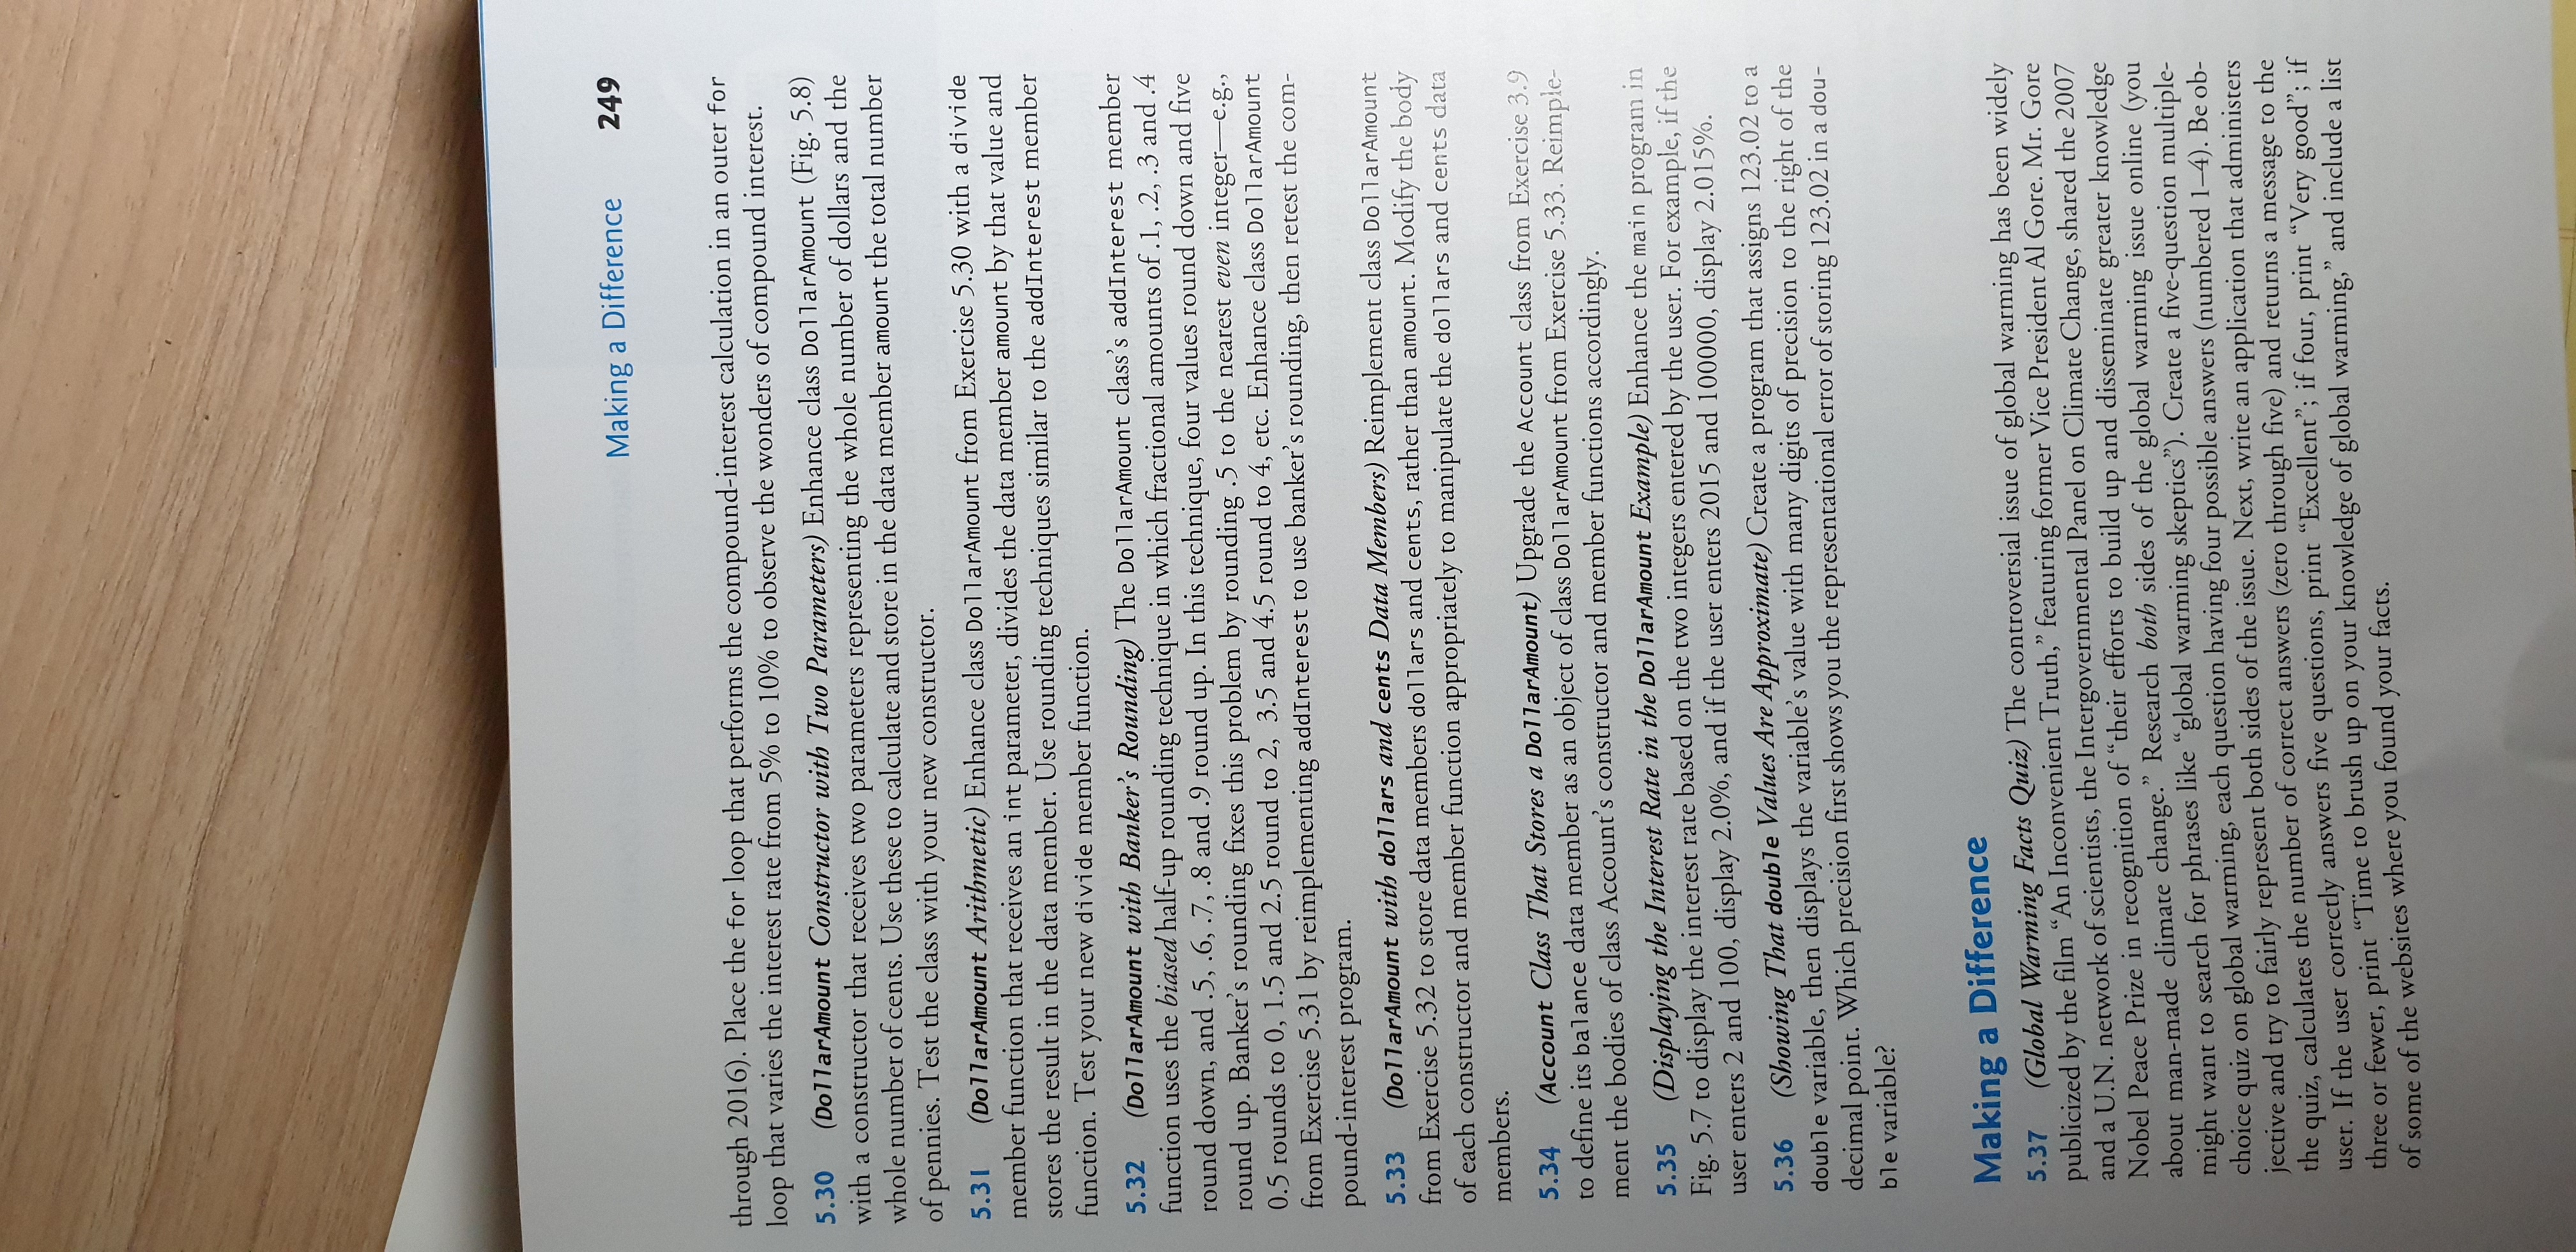 Making a Difference 249
through 2016). Place the for loop that performs the compound-interest calculation in an outer for
loop that varies the interest rate from 5% to 10% to observe the wonders of compound interest.
5.30 (DollarAmount Constructor with Two Parameters) Enhance class DollarAmount (Fig. 5.8)
with a constructor that receives two parameters representing the whole number of dollars and the
whole number of cents. Use these to calculate and store in the data member amount the total number
of pennies. Test the class with your new constructor.
5.31 (DollarAmount Arithmetic) Enhance class DollarAmount from Exercise 5.30 with a divide
member function that receives an int parameter, divides the data member amount by that value and
stores the result in the data member. Use rounding techniques similar to the addInterest member
function. Test your new divide member function.
5.32 (DollarAmount with Banker's Rounding) The DollarAmount class's addInterest member
function uses the biased half-up rounding technique in which fractional amounts of .1, .2, .3 and .4
round down, and .5, .6, .7, .8 and .9 round up. In this technique, four values round down and five
round up. Banker's rounding fixes this problem by rounding .5 to the nearest even integer—e.g.,
0.5 rounds to 0, 1.5 and 2.5 round to 2, 3.5 and 4.5 round to 4, etc. Enhance class DollarAmount
from Exercise 5.31 by reimplementing addInterest to use banker's rounding, then retest the com-
pound-interest program.
5.33 (DollarAmount with dollars and cents Data Members) Reimplement class DollarAmount
from Exercise 5.32 to store data members dollars and cents, rather than amount. Modify the body
of each constructor and member function appropriately to manipulate the dollars and cents data
members.
5.34 (Account Class That Stores a DollarAmount) Upgrade the Account class from Exercise 3.9
to define its balance data member as an object of class DollarAmount from Exercise 5.33. Reimple-
ment the bodies of class Account's constructor and member functions accordingly.
5.35 (Displaying the Interest Rate in the DollarAmount Example) Enhance the main program in
Fig. 5.7 to display the interest rate based on the two integers entered by the user. For example, if the
user enters 2 and 100, display 2.0%, and if the user enters 2015 and 100000, display 2.015%.
5.36 (Showing That double Values Are Approximate) Create a program that assigns 123.02 to a
double variable, then displays the variable's value with many digits of precision to the right of the
decimal point. Which precision first shows you the representational error of storing 123.02 in a dou-
ble variable?
Making a Difference
5.37 (Global Warming Facts Quiz) The controversial issue of global warming has been widely
publicized by the film “An Inconvenient Truth,” featuring former Vice President Al Gore. Mr. Gore
and a U.N. network of scientists, the Intergovernmental Panel on Climate Change, shared the 2007
Nobel Peace Prize in recognition of “their efforts to build up and disseminate greater knowledge
about man-made climate change.” Research both sides of the global warming issue online (you
might want to search for phrases like “global warming skeptics”). Create a five-question multiple-
choice quiz on global warming, each question having four possible answers (numbered 1–4). Be ob-
jective and try to fairly represent both sides of the issue. Next, write an application that administers
the quiz, calculates the number of correct answers (zero through five) and returns a message to the
user. If the user correctly answers five questions, print “Excellent”; if four, print “Very good”; if
three or fewer, print “Time to brush up on your knowledge of global warming,” and include a list
of some of the websites where you found your facts.